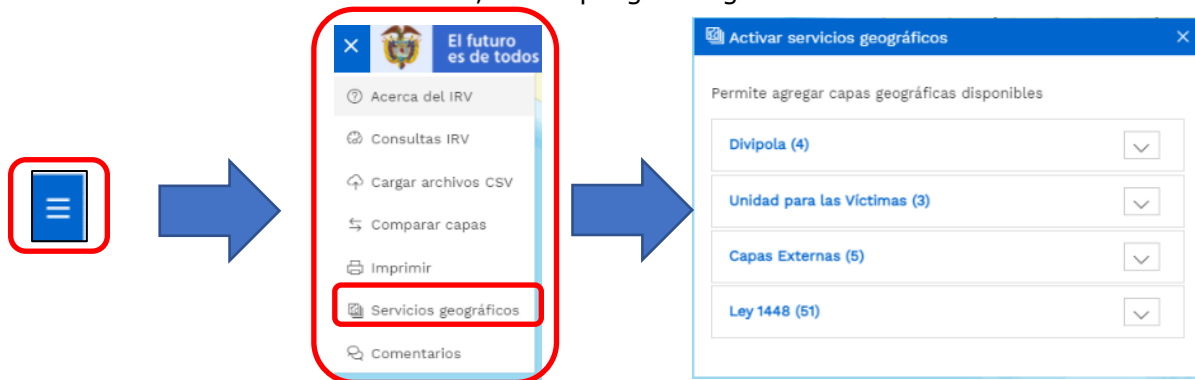 El futuro
es de todos
Acerca del IRV
Consultas IRV
Cargar archivos CSV
Comparar capas
Imprimir
Servicios geográficos
Comentarios
Activar servicios geográficos
Permite agregar capas geográficas disponibles
Divipola (4)
Unidad para las Víctimas (3)
Capas Externas (5)
Ley 1448 (51)